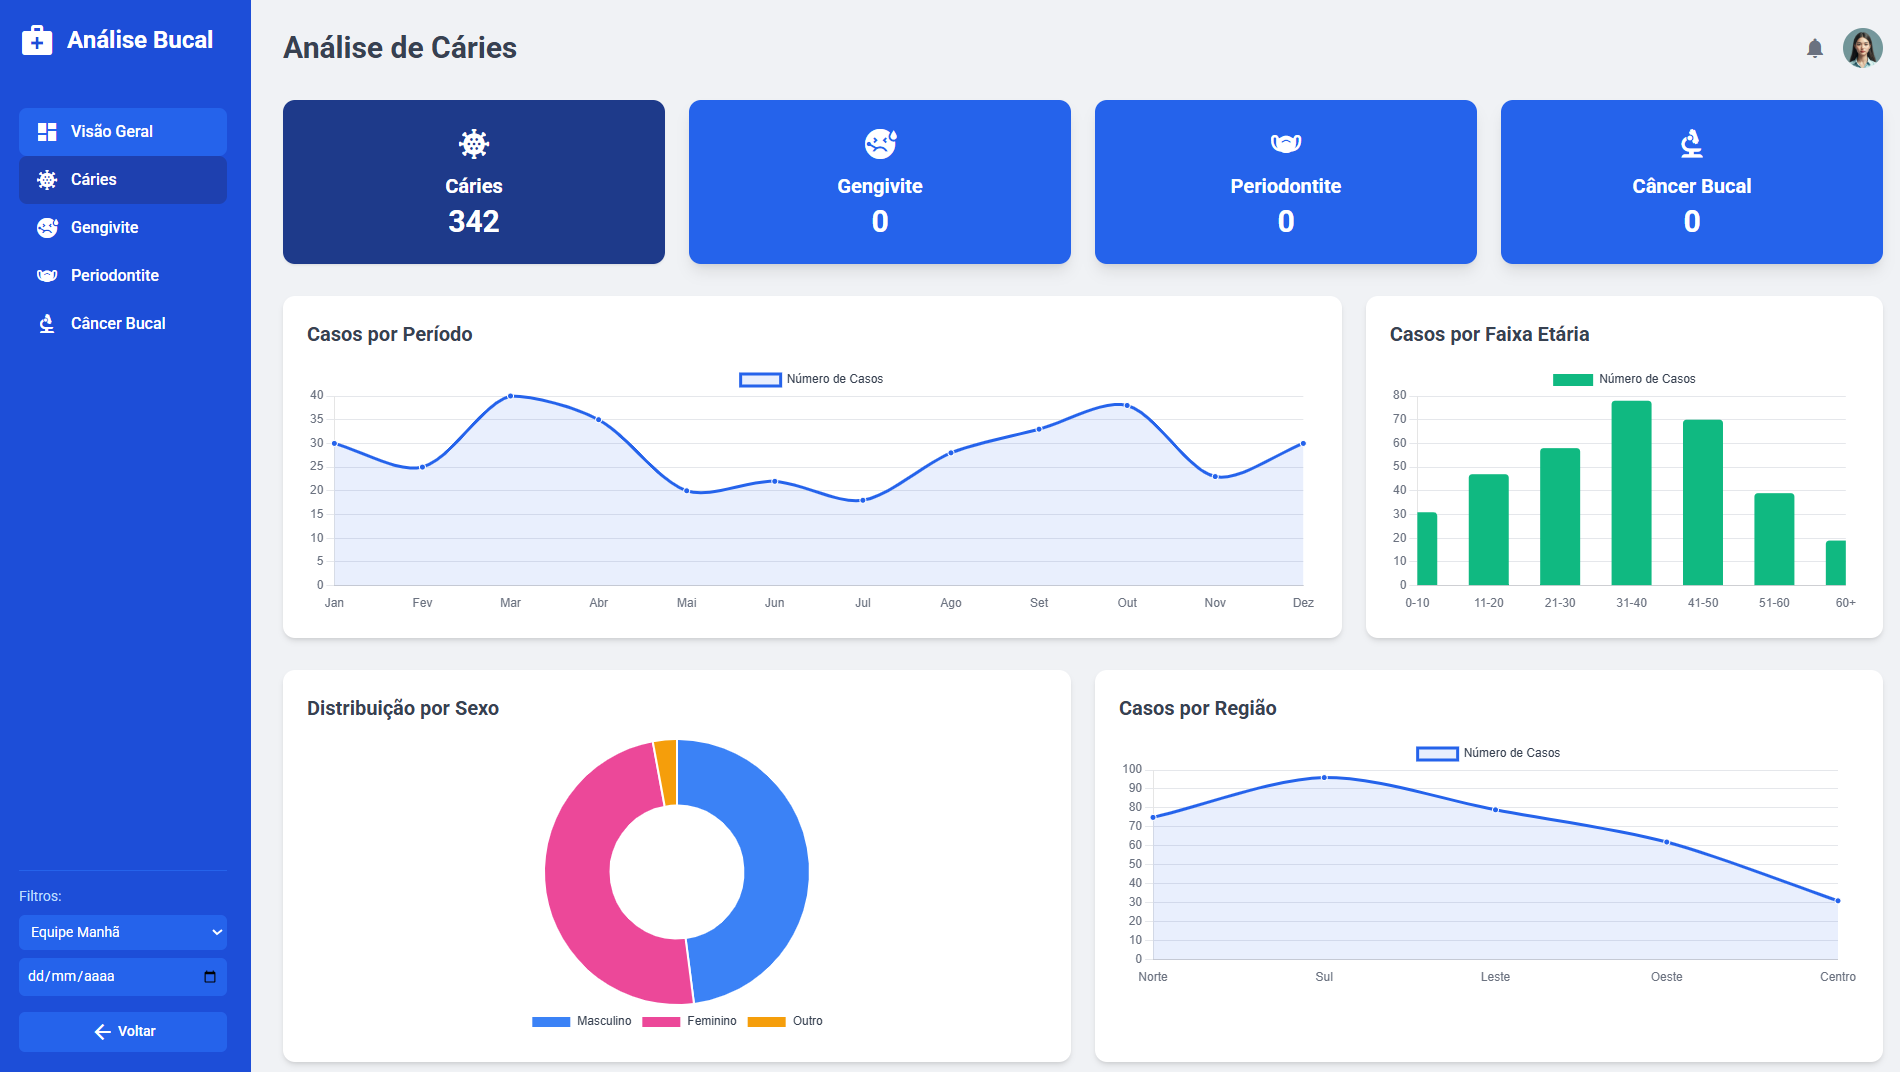 Análise Bucal
Visão Geral
Cáries
Gengivite
Periodontite
Câncer Bucal
Filtros:
Equipe Manhã
dd/mm/aaaa
Voltar
Análise de Cáries
Cáries
342
Gengivite
0
Periodontite
0
Câncer Bucal
0
Casos por Período
Número de Casos
40
35
30
25
20
15
10
5
0
Jan Fev Mar Abr Mai Jun Jul Ago Set Out Nov Dez
Casos por Faixa Etária
Número de Casos
80
70
60
50
40
30
20
10
0
0-10 11-20 21-30 31-40 41-50 51-60 60+
Distribuição por Sexo
Masculino Feminino Outro
Casos por Região
Número de Casos
100
90
80
70
60
50
40
30
20
10
0
Norte Sul Leste Oeste Centro